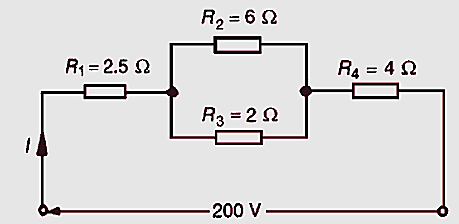 R₂ = 6 Ω
R₁ = 2.5 Ω
R₄ = 4 Ω
R₃ = 2 Ω
I
200 V